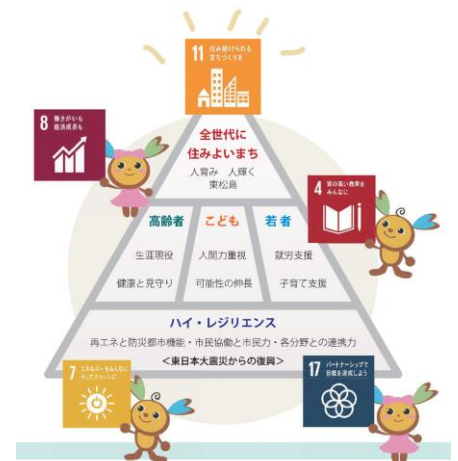 11 住み続けられる
まちづくりを
8 働きがいも
経済成長も
全世代に
住みよいまち
人育み 人輝く
東松島
4 質の高い教育を
みんなに
高齢者 こども 若者
生涯現役 人間力重視 就労支援
健康と見守り 可能性の伸長 子育て支援
ハイ・レジリエンス
再エネと防災都市機能・市民協働と市民力・各分野との連携力
<東日本大震災からの復興>
7 エネルギーをみんなに
そしてクリーンに
17 パートナーシップで
目標を達成しよう